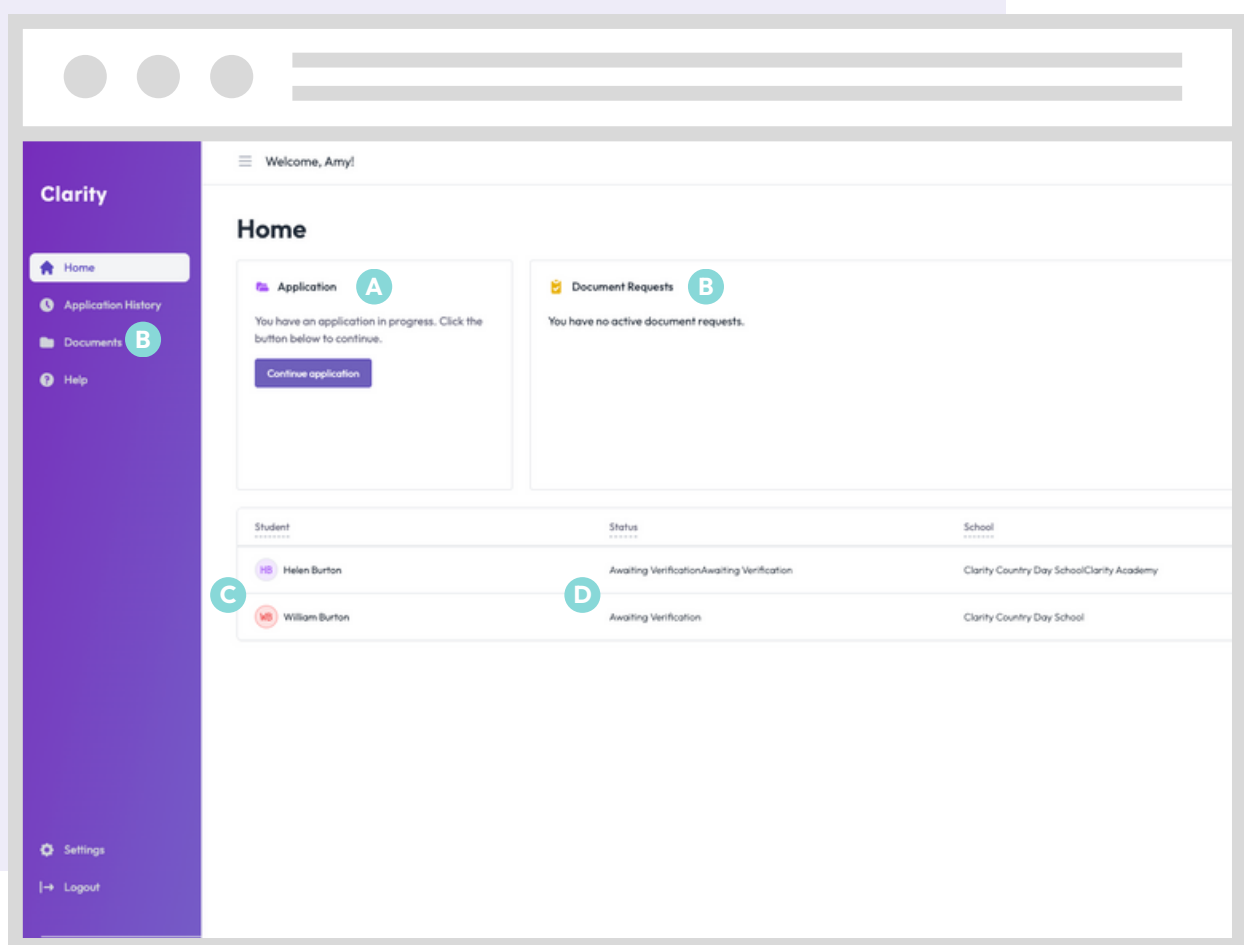 Clarity
Home
Application History
Documents B
Help
Settings
Logout
Welcome, Amy!
Home
Application A
You have an application in progress. Click the
button below to continue.
Continue application
Document Requests B
You have no active document requests.
Student Status School
HB Helen Burton Awaiting VerificationAwaiting Verification Clarity Country Day SchoolClarity Academy
C D
WB William Burton Awaiting Verification Clarity Country Day School